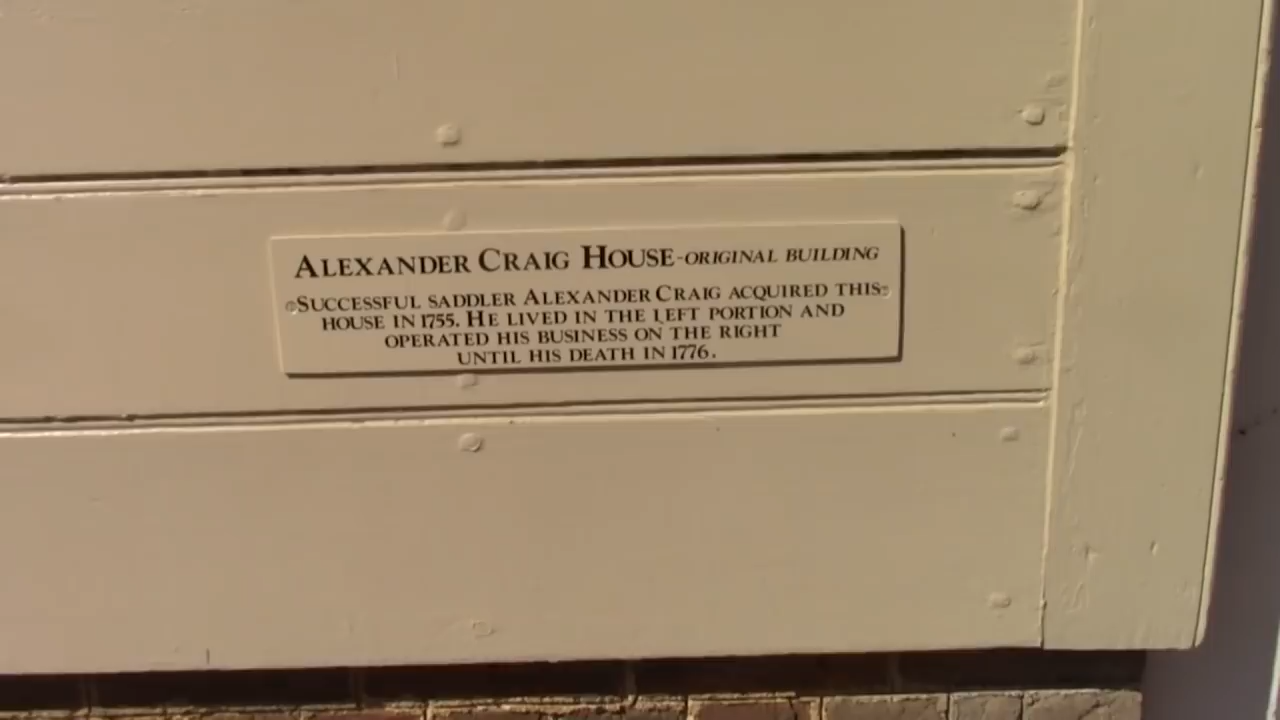 ALEXANDER CRAIG HOUSE-ORIGINAL BUILDING
SUCCESSFUL SADDLER ALEXANDER CRAIG ACQUIRED THIS
HOUSE IN 1755. HE LIVED IN THE LEFT PORTION AND
OPERATED HIS BUSINESS ON THE RIGHT
UNTIL HIS DEATH IN 1776.